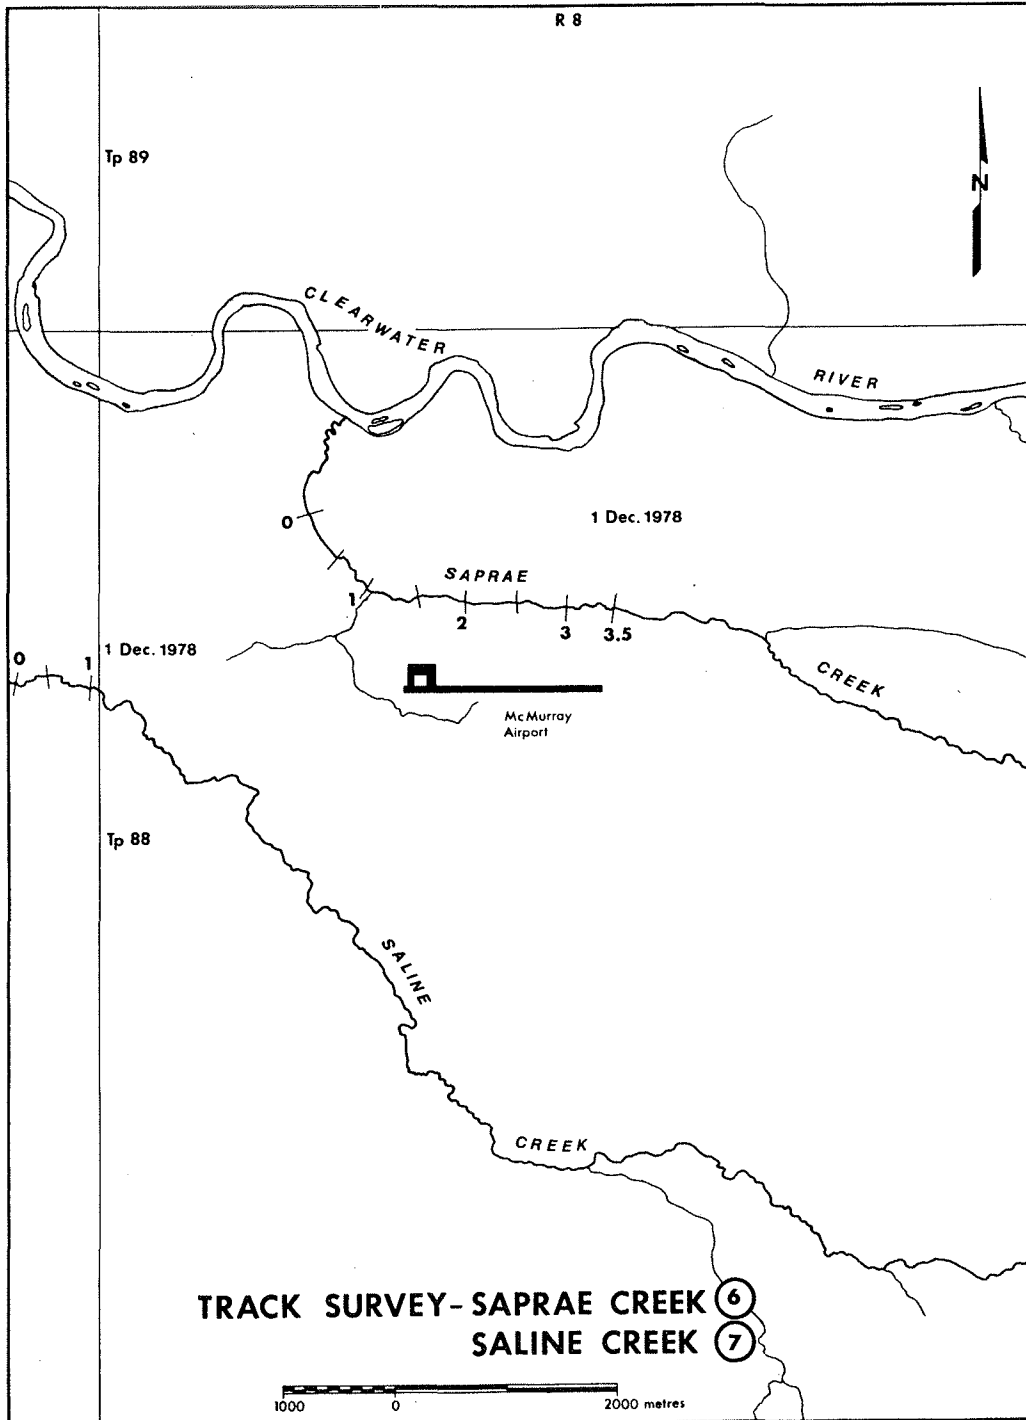 R 8
Tp 89
N
CLEARWATER
RIVER
0
1 Dec. 1978
SAPRAE
1
2
3
3.5
1 Dec. 1978
0
1
CREEK
McMurray
Airport
Tp 88
SALINE
CREEK
TRACK SURVEY-SAPRAE CREEK 6
SALINE CREEK 7
1000 0 2000 metres